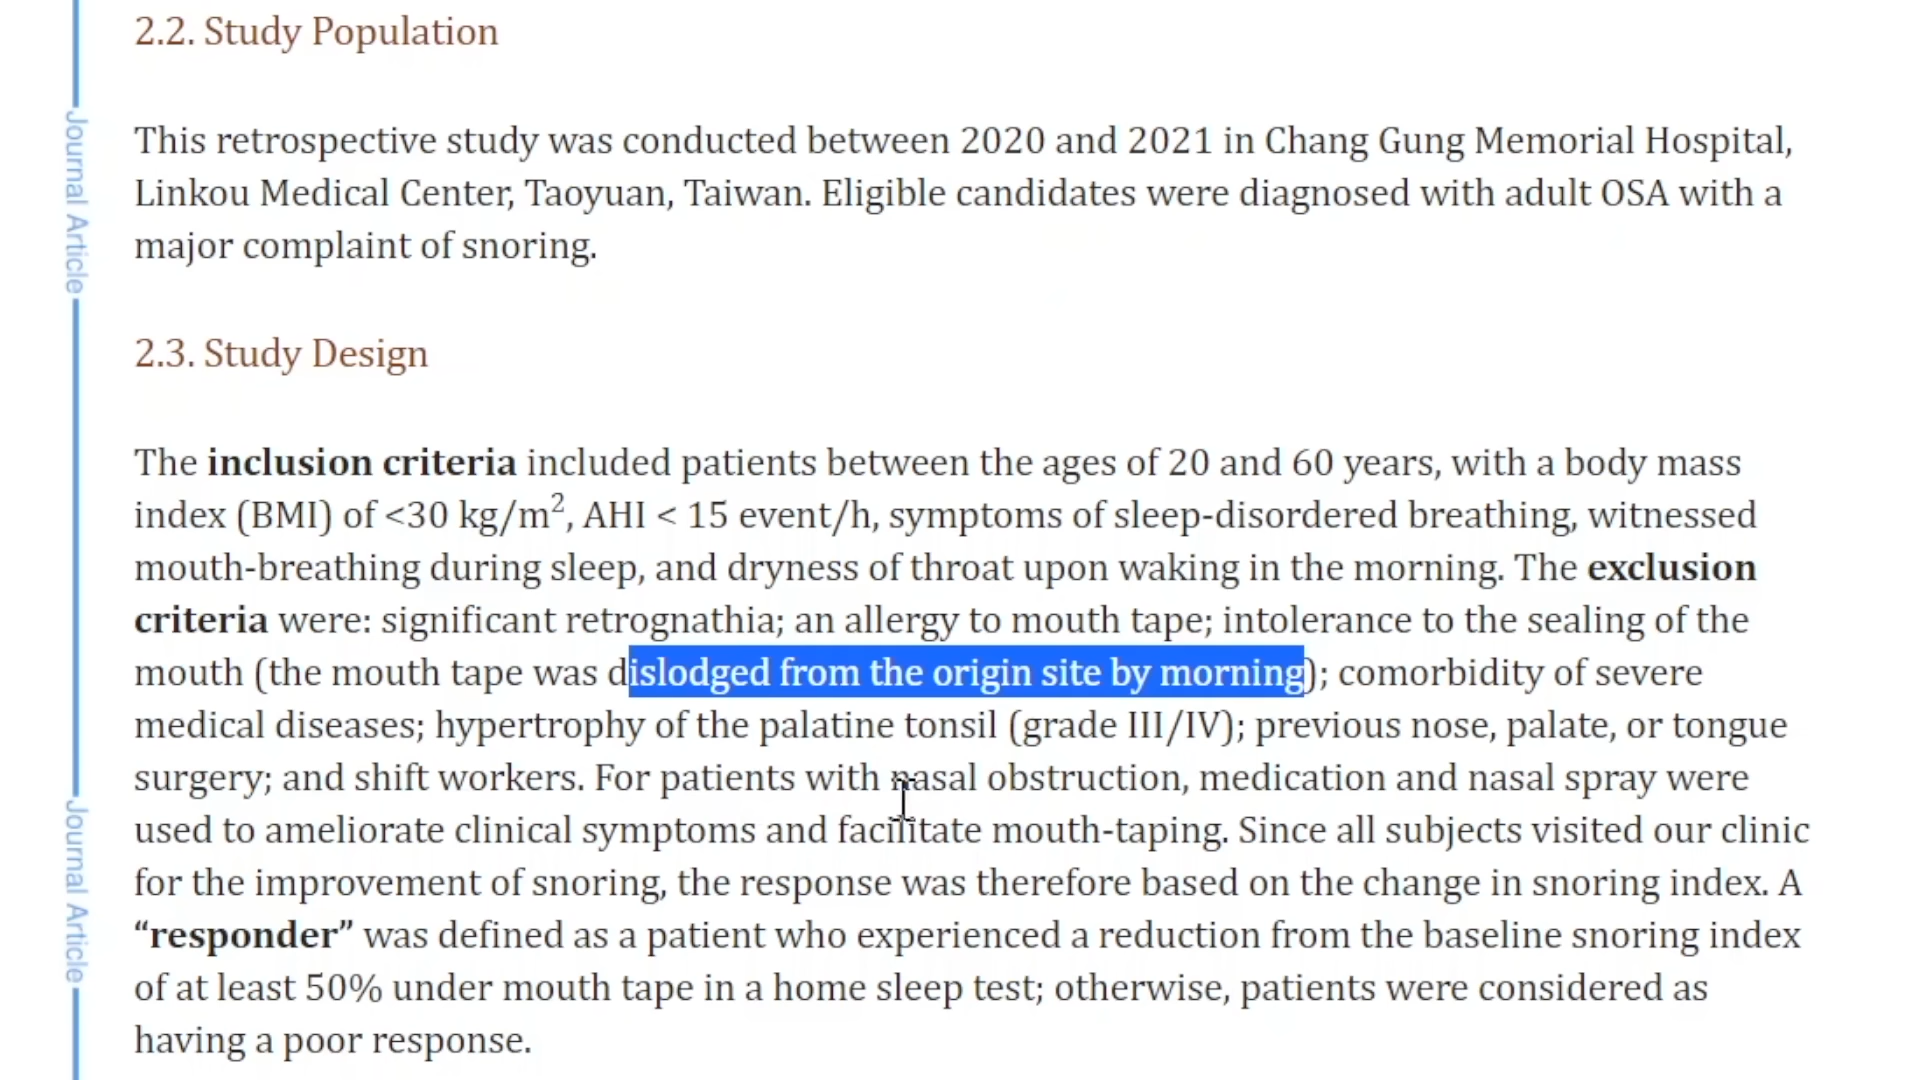 2.2. Study Population
This retrospective study was conducted between 2020 and 2021 in Chang Gung Memorial Hospital,
Linkou Medical Center, Taoyuan, Taiwan. Eligible candidates were diagnosed with adult OSA with a
major complaint of snoring.
2.3. Study Design
The inclusion criteria included patients between the ages of 20 and 60 years, with a body mass
index (BMI) of <30 kg/m², AHI < 15 event/h, symptoms of sleep-disordered breathing, witnessed
mouth-breathing during sleep, and dryness of throat upon waking in the morning. The exclusion
criteria were: significant retrognathia; an allergy to mouth tape; intolerance to the sealing of the
mouth (the mouth tape was dislodged from the origin site by morning); comorbidity of severe
medical diseases; hypertrophy of the palatine tonsil (grade III/IV); previous nose, palate, or tongue
surgery; and shift workers. For patients with nasal obstruction, medication and nasal spray were
used to ameliorate clinical symptoms and facilitate mouth-taping. Since all subjects visited our clinic
for the improvement of snoring, the response was therefore based on the change in snoring index. A
“responder” was defined as a patient who experienced a reduction from the baseline snoring index
of at least 50% under mouth tape in a home sleep test; otherwise, patients were considered as
having a poor response.
Journal Article
Journal Article